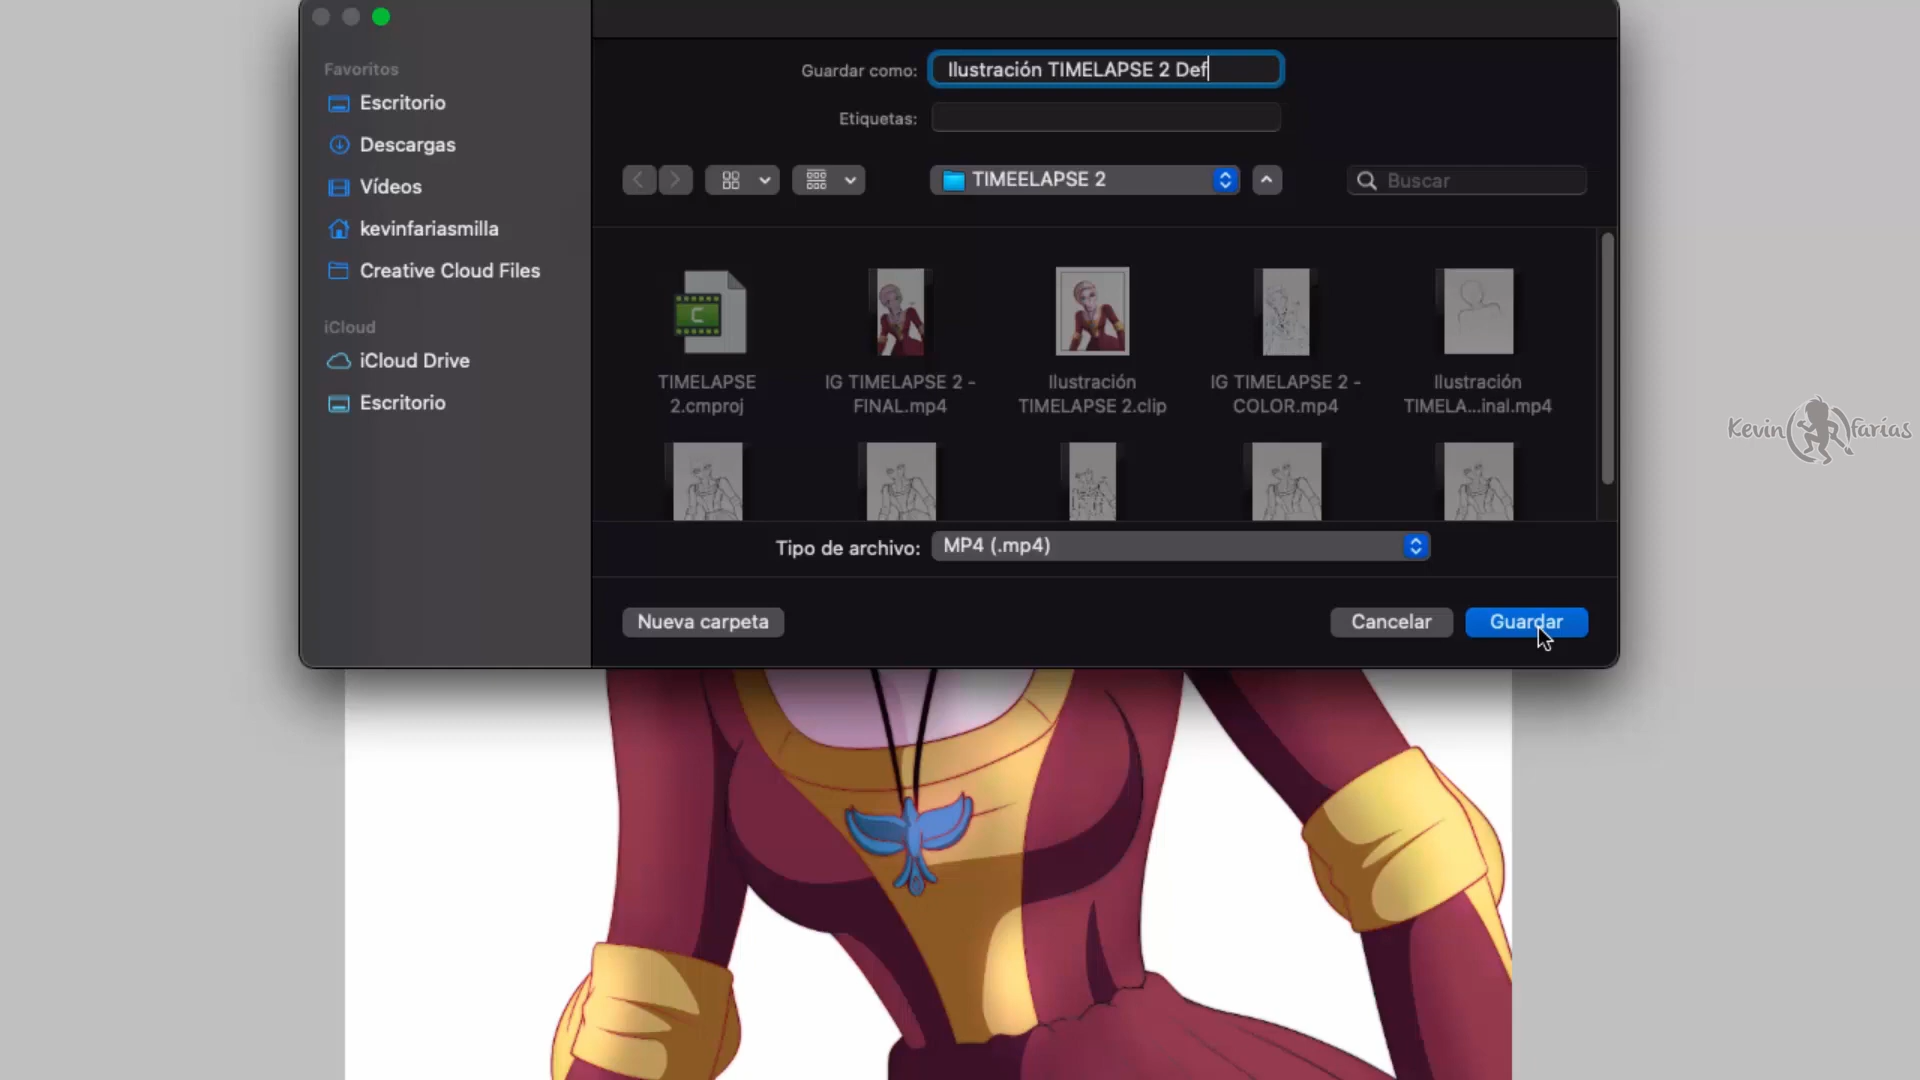 Favoritos
Escritorio
Descargas
Vídeos
kevinfariasmilla
Creative Cloud Files
iCloud
iCloud Drive
Escritorio
Guardar como: Ilustración TIMELAPSE 2 Def
Etiquetas:
TIMEELAPSE 2
Buscar
C
TIMELAPSE
2.cmproj
IG TIMELAPSE 2 -
FINAL.mp4
Ilustración
TIMELAPSE 2.clip
IG TIMELAPSE 2 -
COLOR.mp4
Ilustración
TIMELA...inal.mp4
Tipo de archivo: MP4 (.mp4)
Nueva carpeta
Cancelar
Guardar
Kevin farías